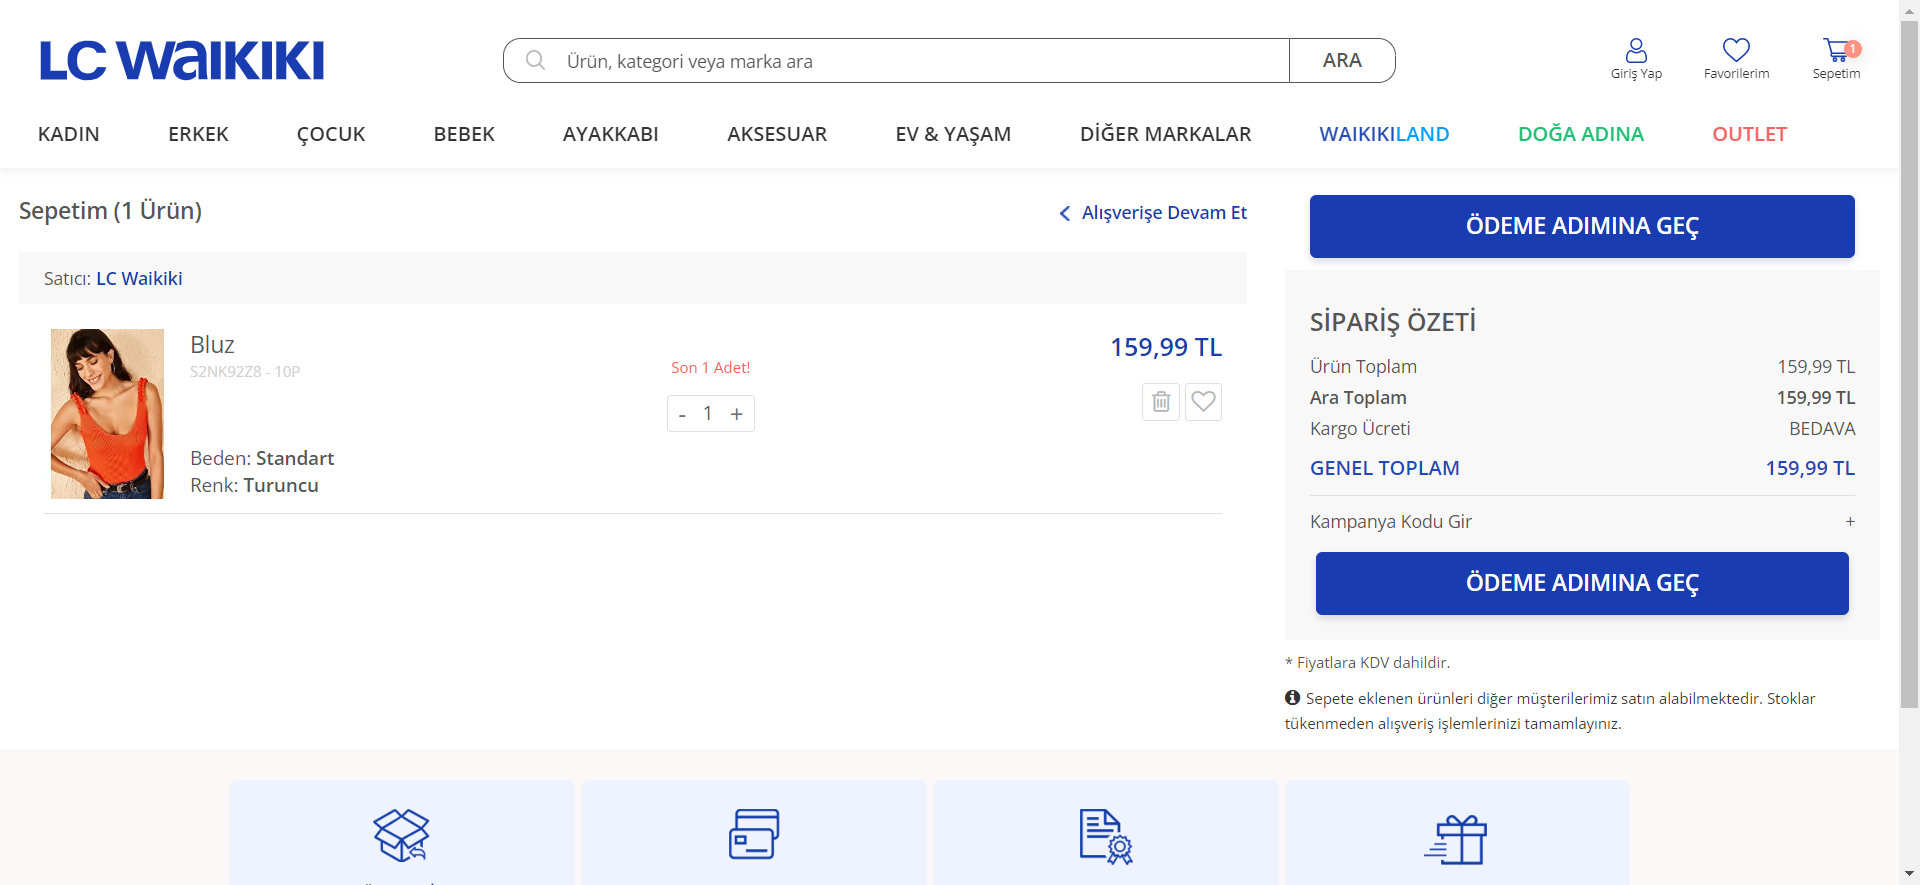 LC WAIKIKI
Ürün, kategori veya marka ara
ARA
Giriş Yap
Favorilerim
1
Sepetim
KADIN
ERKEK
ÇOCUK
BEBEK
AYAKKABI
AKSESUAR
EV & YAŞAM
DİĞER MARKALAR
WAIKIKILAND
DOĞA ADINA
OUTLET
Sepetim (1 Ürün)
Alışverişe Devam Et
Satıcı: LC Waikiki
Bluz
S2NK92Z8 - 10P
Beden: Standart
Renk: Turuncu
Son 1 Adet!
- 1 +
159,99 TL
ÖDEME ADIMINA GEÇ
SİPARİŞ ÖZETİ
Ürün Toplam 159,99 TL
Ara Toplam 159,99 TL
Kargo Ücreti BEDAVA
GENEL TOPLAM 159,99 TL
Kampanya Kodu Gir +
ÖDEME ADIMINA GEÇ
* Fiyatlara KDV dahildir.
Sepete eklenen ürünleri diğer müşterilerimiz satın alabilmektedir. Stoklar
tükenmeden alışveriş işlemlerinizi tamamlayınız.